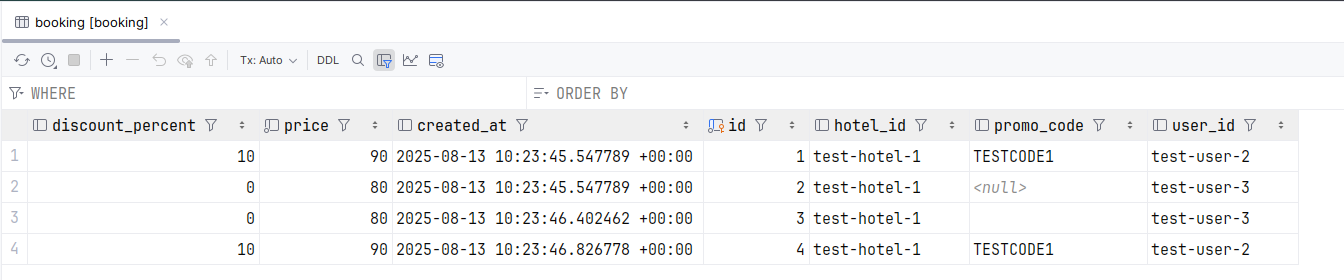 booking [booking]
Tx: Auto DDL
WHERE ORDER BY
discount_percent price created_at id hotel_id promo_code user_id
1 10 90 2025-08-13 10:23:45.547789 +00:00 1 test-hotel-1 TESTCODE1 test-user-2
2 0 80 2025-08-13 10:23:45.547789 +00:00 2 test-hotel-1 <null> test-user-3
3 0 80 2025-08-13 10:23:46.402462 +00:00 3 test-hotel-1 test-user-3
4 10 90 2025-08-13 10:23:46.826778 +00:00 4 test-hotel-1 TESTCODE1 test-user-2